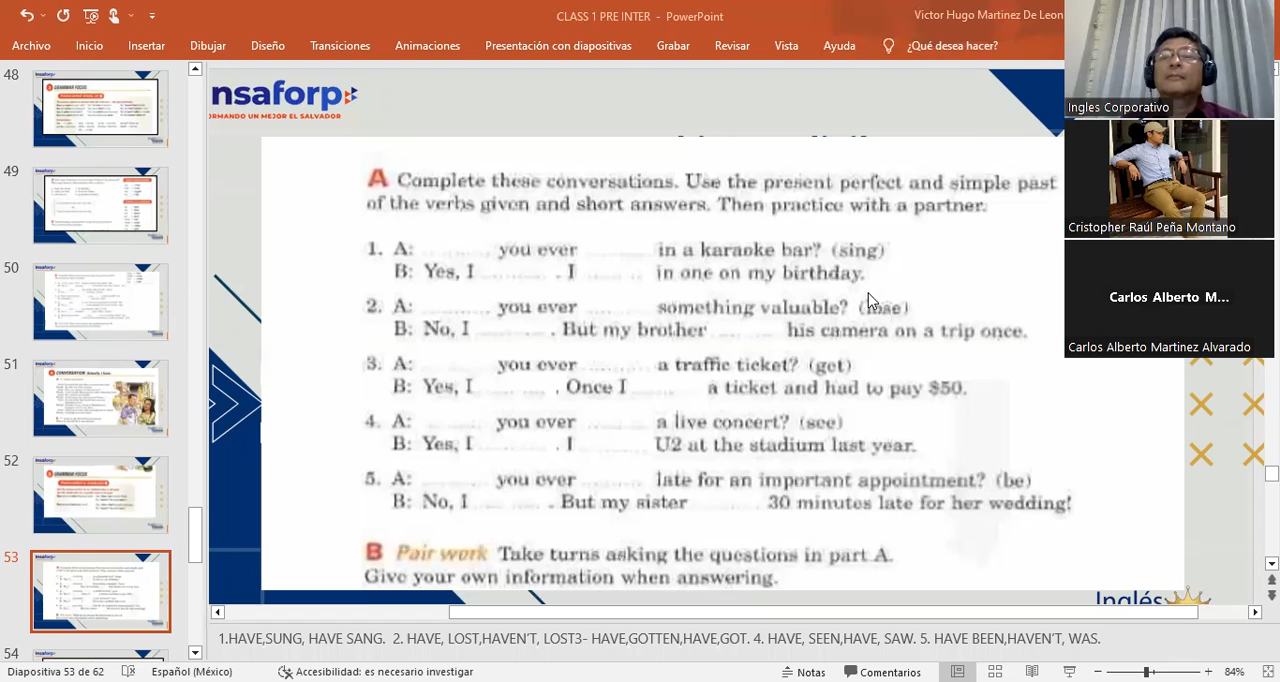 CLASS 1 PRE INTER - PowerPoint
Victor Hugo Martinez De Leon
Archivo Inicio Insertar Dibujar Diseño Transiciones Animaciones Presentación con diapositivas Grabar Revisar Vista Ayuda ¿Qué desea hacer?
Ingles Corporativo
Cristopher Raúl Peña Montano
Carlos Alberto M...
Carlos Alberto Martinez Alvarado
48
49
50
51
52
53
54
nsaforp
ORMANDO UN MEJOR EL SALVADOR
A Complete these conversations. Use the present perfect and simple past
of the verbs given and short answers. Then practice with a partner.
1. A: you ever in a karaoke bar? (sing)
B: Yes, I . I in one on my birthday.
2. A: you ever something valuable? (lose)
B: No, I . But my brother his camera on a trip once.
3. A: you ever a traffic ticket? (get)
B: Yes, I . Once I a ticket and had to pay $50.
4. A: you ever a live concert? (see)
B: Yes, I . I U2 at the stadium last year.
5. A: you ever late for an important appointment? (be)
B: No, I . But my sister 30 minutes late for her wedding!
B Pair work Take turns asking the questions in part A.
Give your own information when answering.
Inglés
1.HAVE,SUNG, HAVE SANG. 2. HAVE, LOST,HAVEN'T, LOST3- HAVE,GOTTEN,HAVE,GOT. 4. HAVE, SEEN,HAVE, SAW. 5. HAVE BEEN,HAVEN'T, WAS.
Diapositiva 53 de 62 Español (México) Accesibilidad: es necesario investigar Notas Comentarios 84%